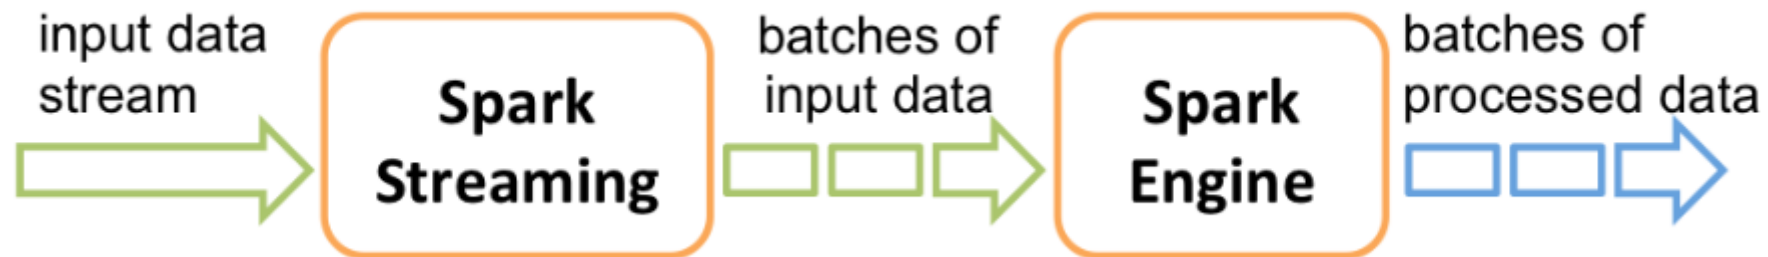 input data
stream
Spark
Streaming
batches of
input data
Spark
Engine
batches of
processed data